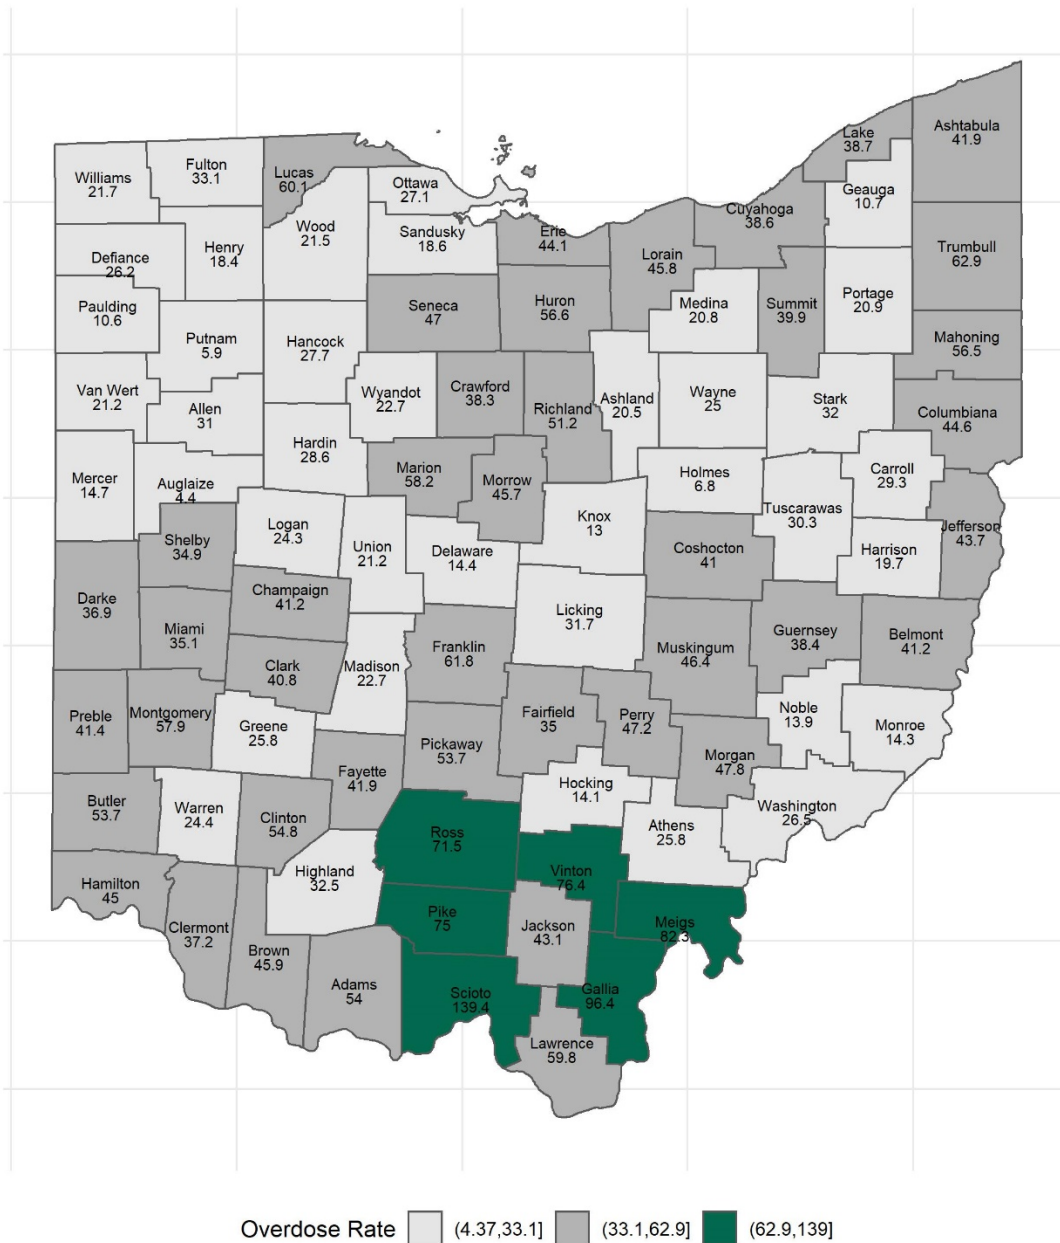 Ashtabula
41.9
Lake
38.7
Williams
21.7
Fulton
33.1
Lucas
60.1
Ottawa
27.1
Geauga
10.7
Wood
21.5
Sandusky
18.6
Erie
44.1
Cuyahoga
38.6
Defiance
26.2
Henry
18.4
Lorain
45.8
Trumbull
62.9
Paulding
10.6
Seneca
47
Huron
56.6
Medina
20.8
Summit
39.9
Portage
20.9
Putnam
5.9
Hancock
27.7
Mahoning
56.5
Van Wert
21.2
Allen
31
Wyandot
22.7
Crawford
38.3
Richland
51.2
Ashland
20.5
Wayne
25
Stark
32
Columbiana
44.6
Hardin
28.6
Mercer
14.7
Auglaize
4.4
Marion
58.2
Morrow
45.7
Holmes
6.8
Carroll
29.3
Tuscarawas
30.3
Knox
13
Jefferson
43.7
Shelby
34.9
Logan
24.3
Union
21.2
Delaware
14.4
Coshocton
41
Harrison
19.7
Darke
36.9
Champaign
41.2
Licking
31.7
Miami
35.1
Franklin
61.8
Muskingum
46.4
Guernsey
38.4
Belmont
41.2
Clark
40.8
Madison
22.7
Preble
41.4
Montgomery
57.9
Greene
25.8
Fairfield
35
Perry
47.2
Noble
13.9
Monroe
14.3
Pickaway
53.7
Morgan
47.8
Fayette
41.9
Hocking
14.1
Butler
53.7
Warren
24.4
Clinton
54.8
Washington
26.5
Ross
71.5
Athens
25.8
Highland
32.5
Vinton
76.4
Hamilton
45
Pike
75
Meigs
82.3
Clermont
37.2
Jackson
43.1
Brown
45.9
Adams
54
Scioto
139.4
Gallia
96.4
Lawrence
59.8
Overdose Rate (4.37,33.1] (33.1,62.9] (62.9,139]